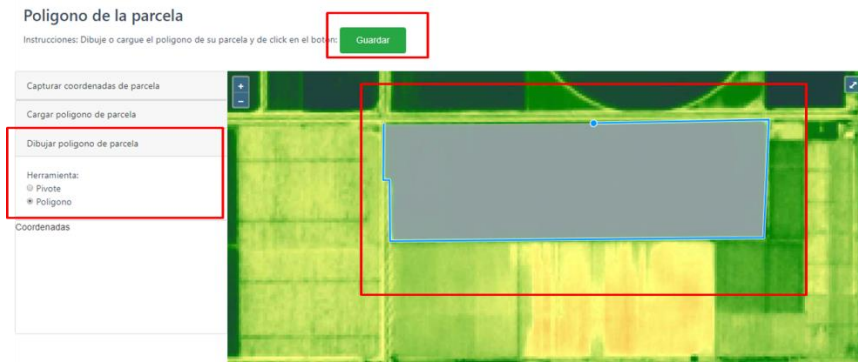 Poligono de la parcela
Instrucciones: Dibuje o cargue el poligono de su parcela y de click en el botón: Guardar
Capturar coordenadas de parcela
Cargar poligono de parcela
Dibujar poligono de parcela
Herramienta:
Pivote
Poligono
Coordenadas
+
−